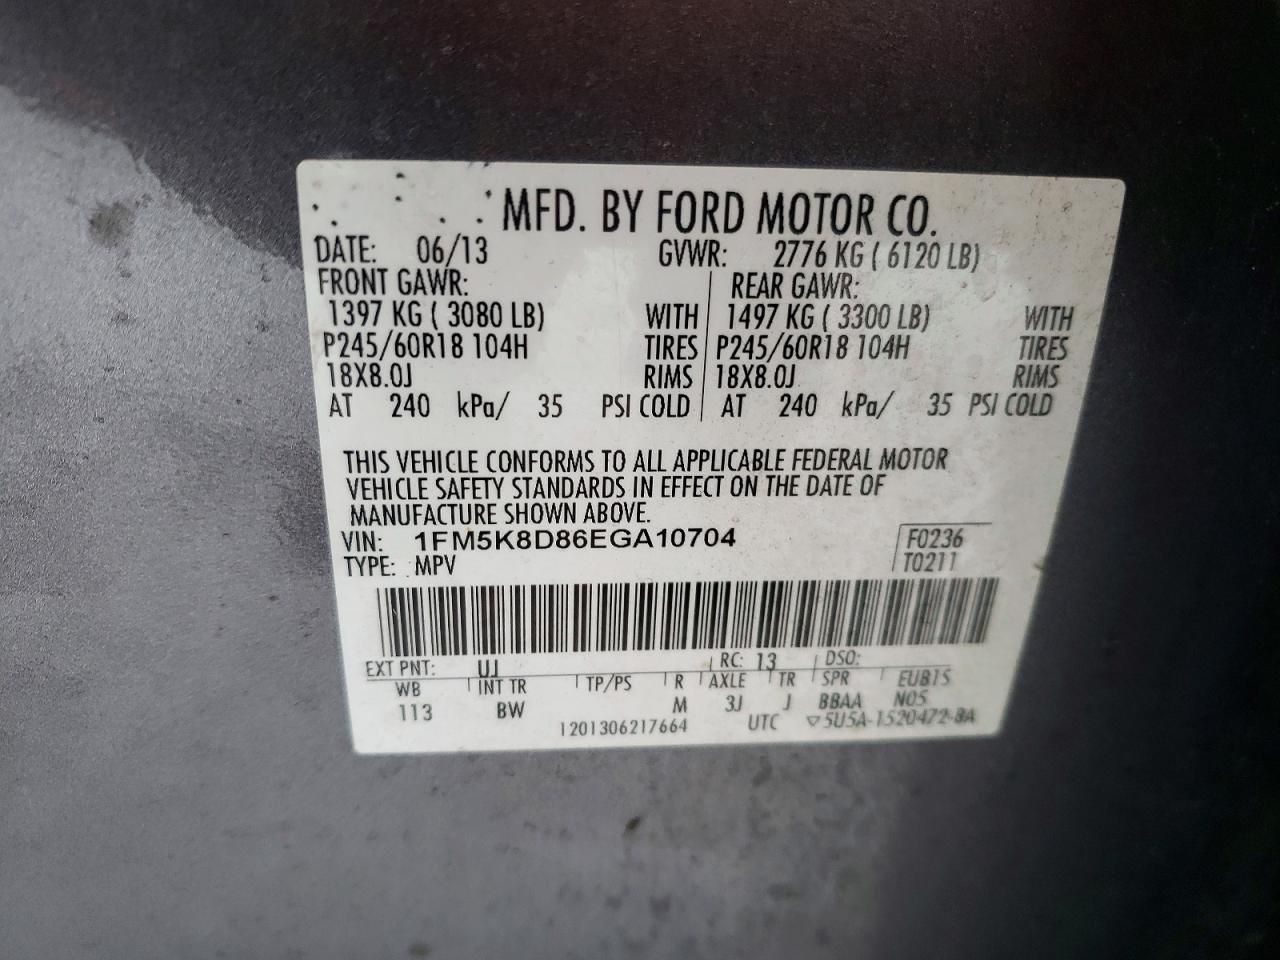 MFD. BY FORD MOTOR CO.
DATE: 06/13 GVWR: 2776 KG ( 6120 LB)
FRONT GAWR: REAR GAWR:
1397 KG ( 3080 LB) WITH 1497 KG ( 3300 LB) WITH
P245/60R18 104H TIRES P245/60R18 104H TIRES
18X8.0J RIMS 18X8.0J RIMS
AT 240 kPa/ 35 PSI COLD AT 240 kPa/ 35 PSI COLD
THIS VEHICLE CONFORMS TO ALL APPLICABLE FEDERAL MOTOR
VEHICLE SAFETY STANDARDS IN EFFECT ON THE DATE OF
MANUFACTURE SHOWN ABOVE.
VIN: 1FM5K8D86EGA10704 F0236
TYPE: MPV T0211
EXT PNT: UJ RC: 13 DSO:
WB INT TR TP/PS R AXLE TR SPR EUB15
113 BW M 3J J BBAA N05
1201306217664 UTC ▽5U5A-1520472-BA